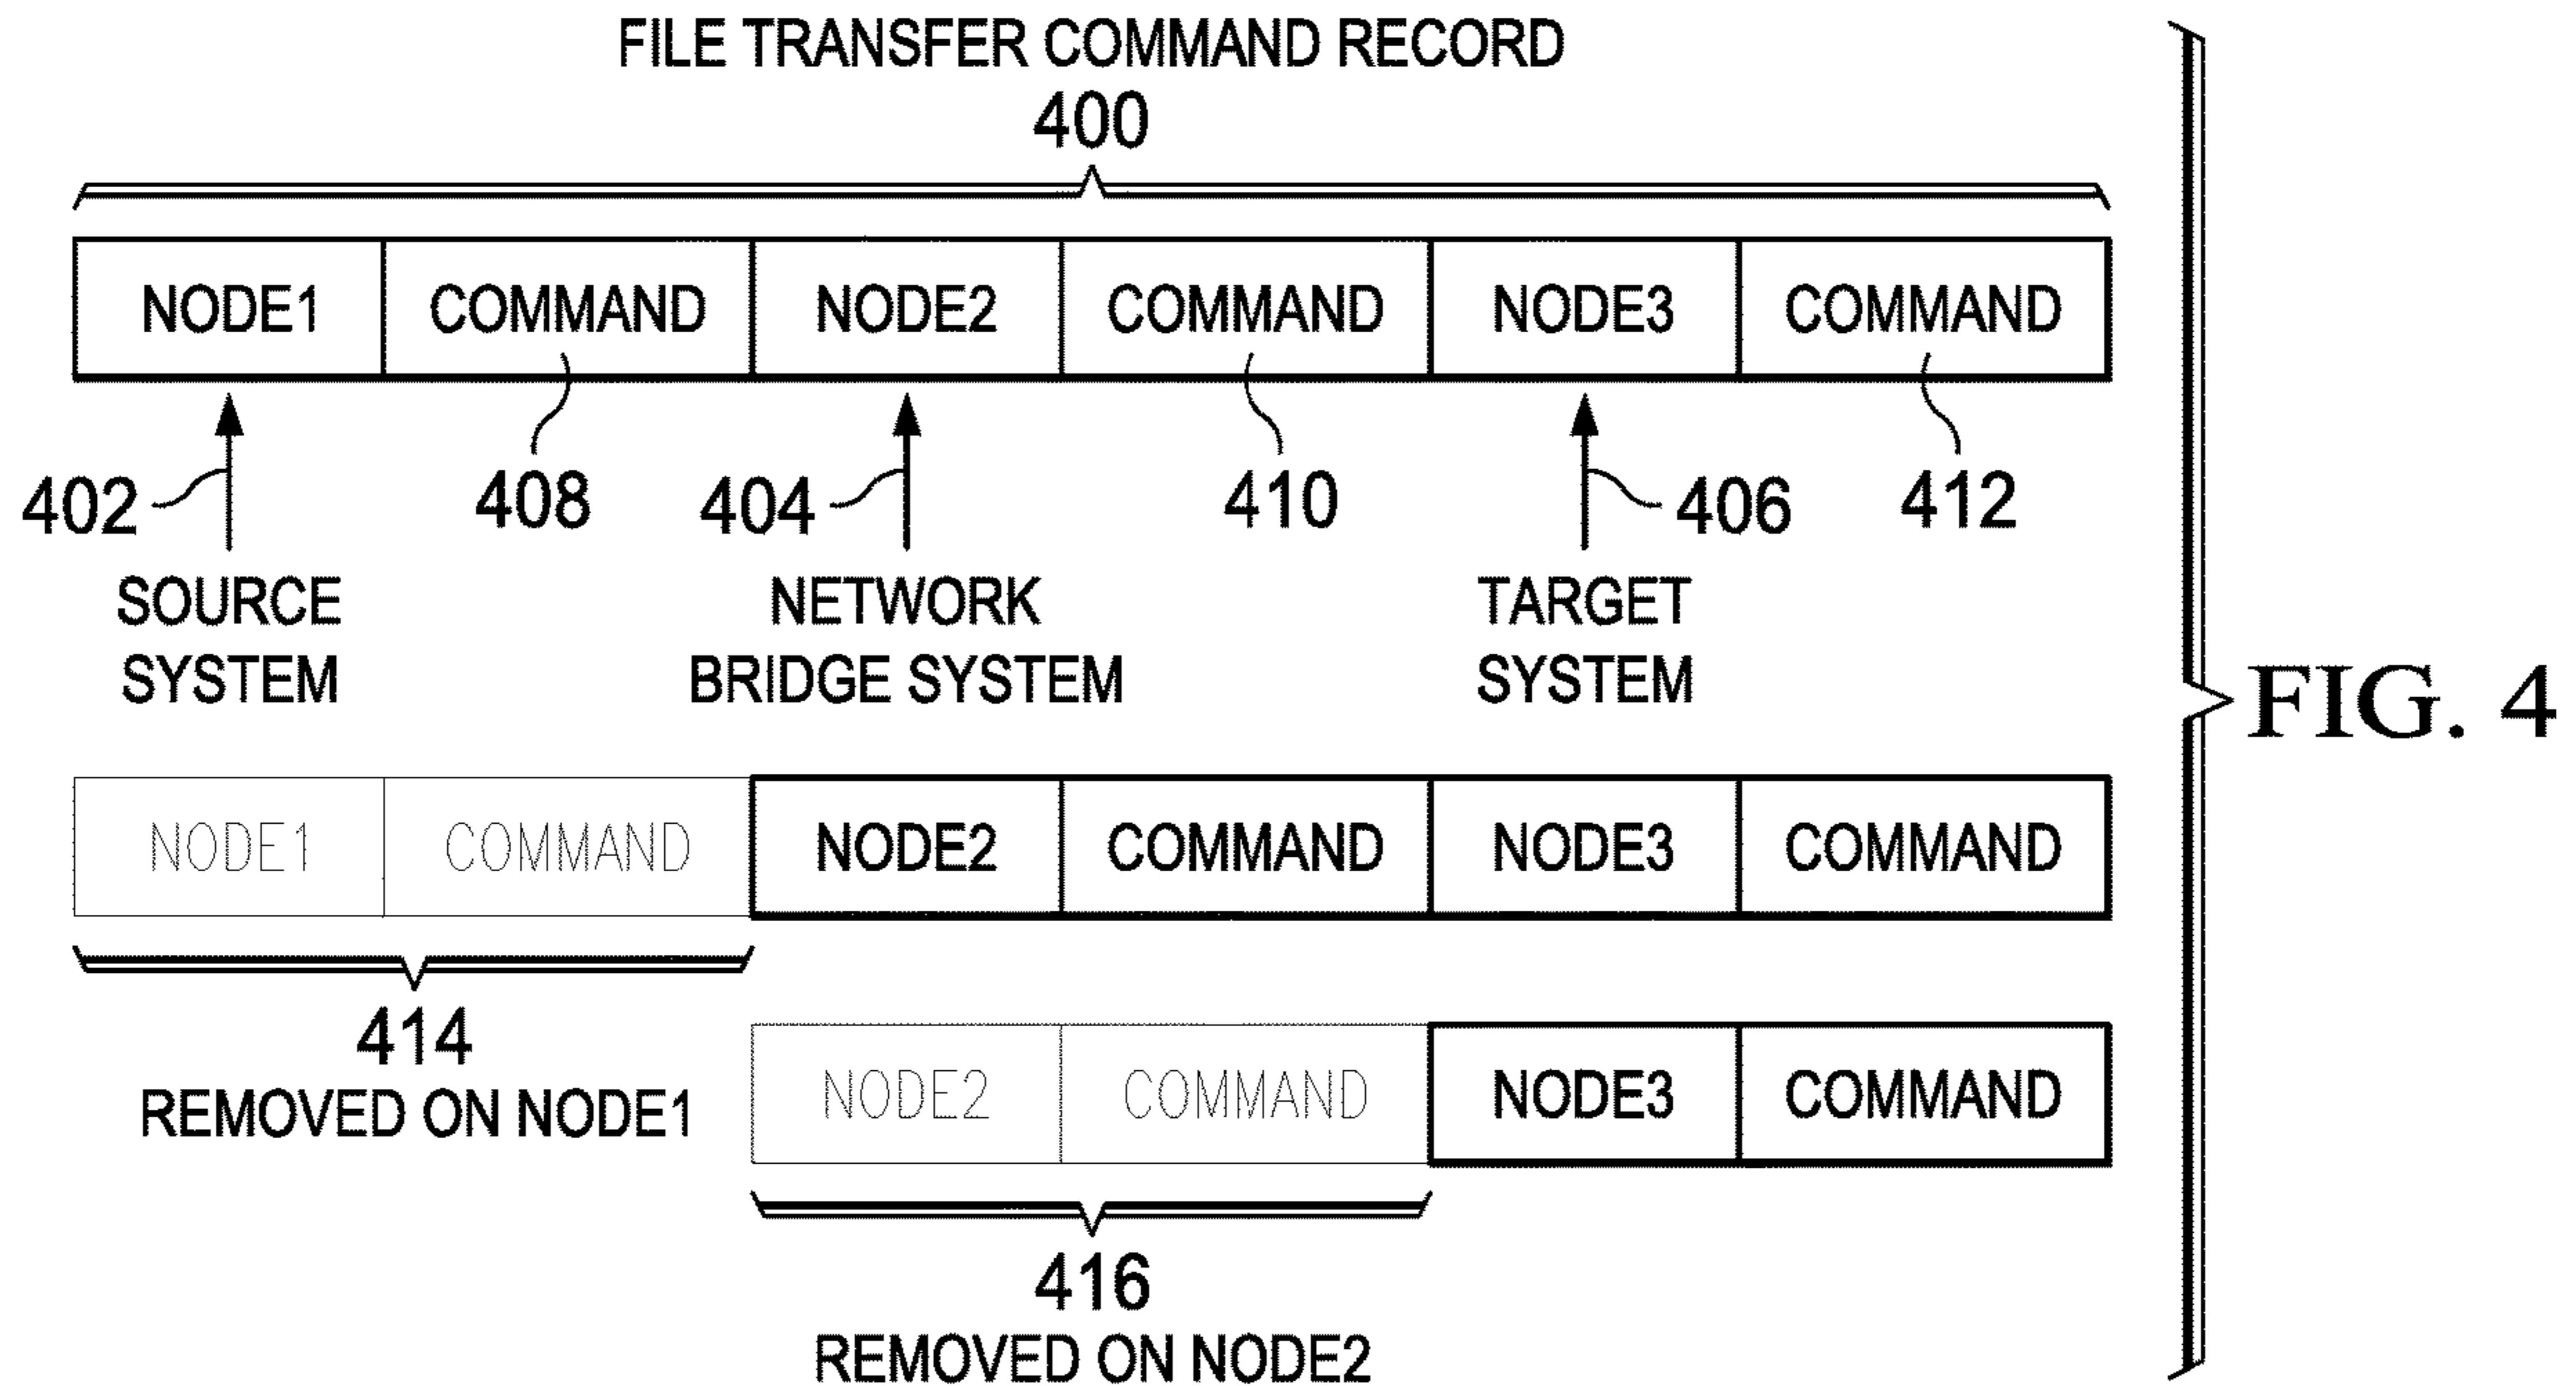 FILE TRANSFER COMMAND RECORD
400
NODE1 COMMAND NODE2 COMMAND NODE3 COMMAND
402 408 404 410 406 412
SOURCE SYSTEM
NETWORK BRIDGE SYSTEM
TARGET SYSTEM
FIG. 4
NODE1 COMMAND NODE2 COMMAND NODE3 COMMAND
414
REMOVED ON NODE1
NODE2 COMMAND NODE3 COMMAND
416
REMOVED ON NODE2